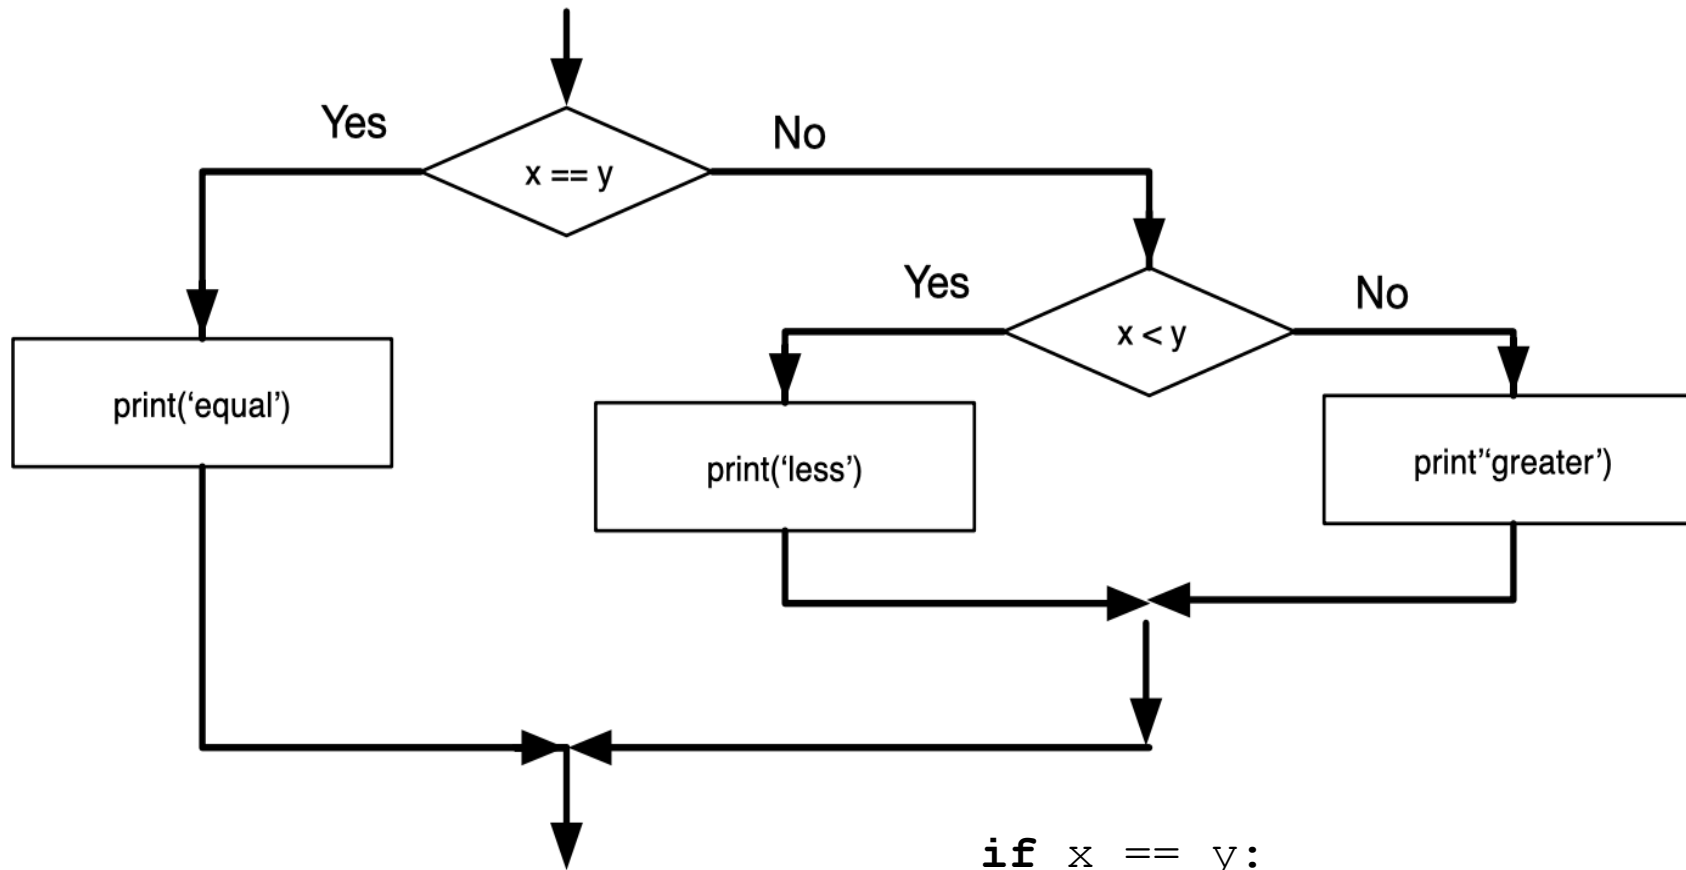 Yes
No
x == y
Yes
No
x < y
print(‘equal’)
print(‘less’)
print‘‘greater’)
if x == y: